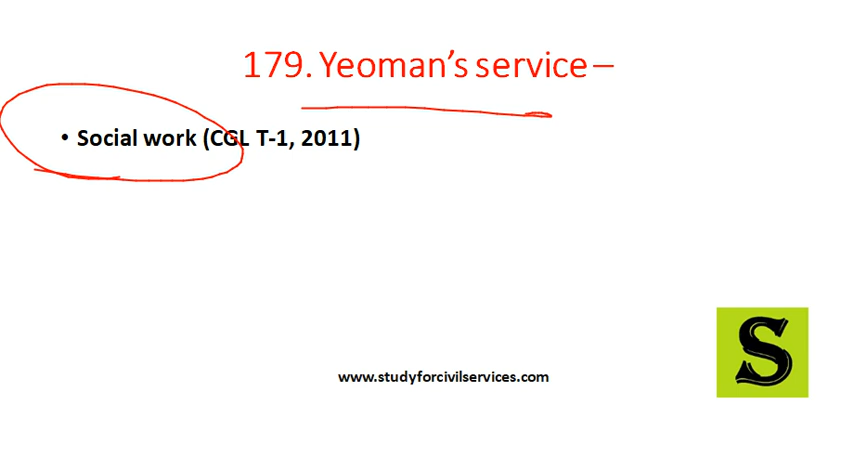 179. Yeoman's service –
• Social work (CGL T-1, 2011)
S
www.studyforcivilservices.com